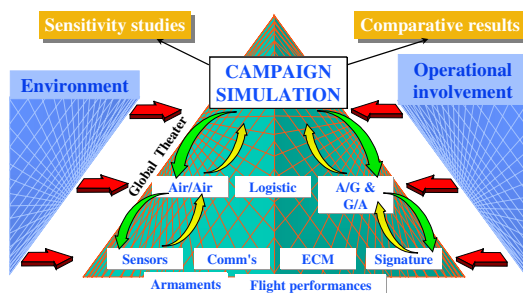 Sensitivity studies
Comparative results
Environment
CAMPAIGN
SIMULATION
Operational
involvement
Global Theater
Air/Air
Logistic
A/G &
G/A
Sensors
Comm's
ECM
Signature
Armaments
Flight performances